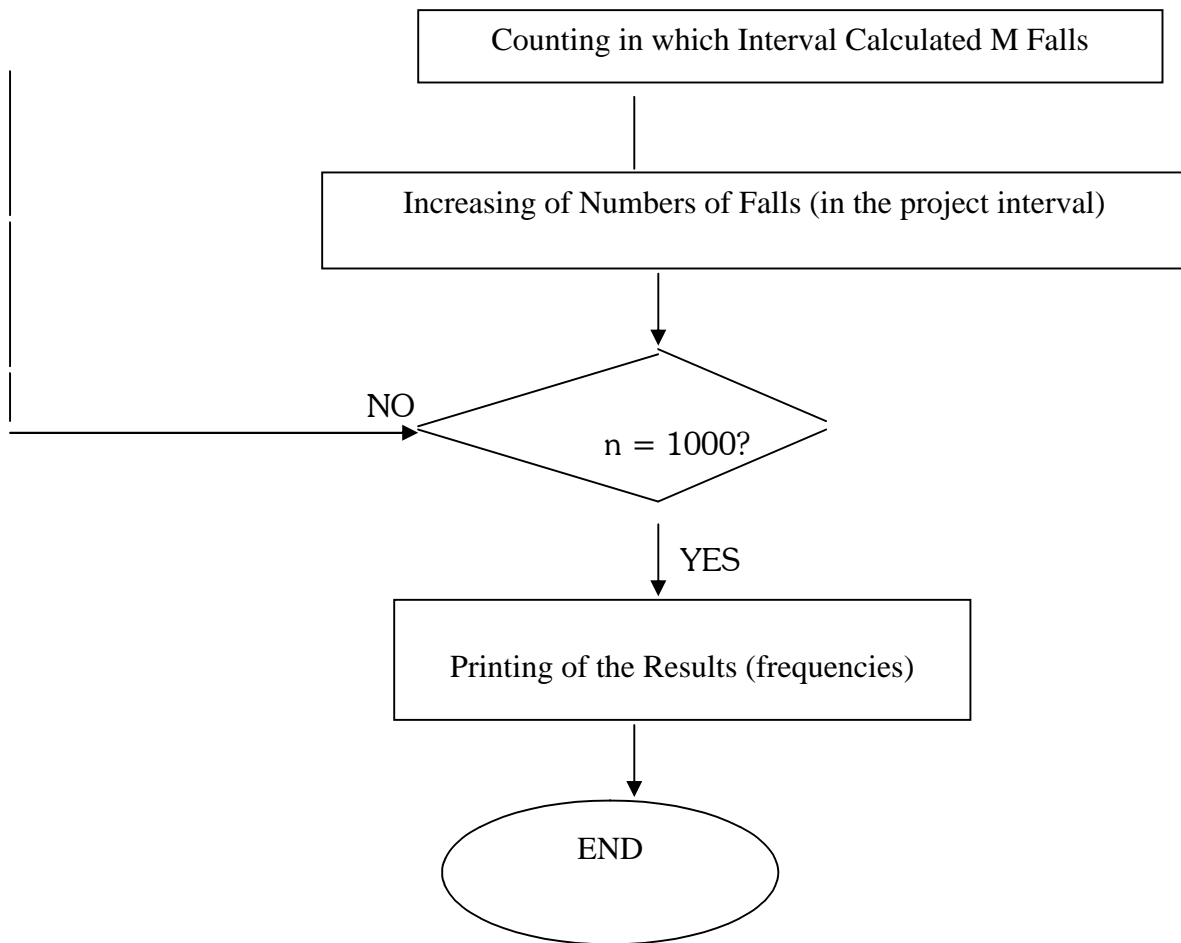 Counting in which Interval Calculated M Falls
Increasing of Numbers of Falls (in the project interval)
NO
n = 1000?
YES
Printing of the Results (frequencies)
END